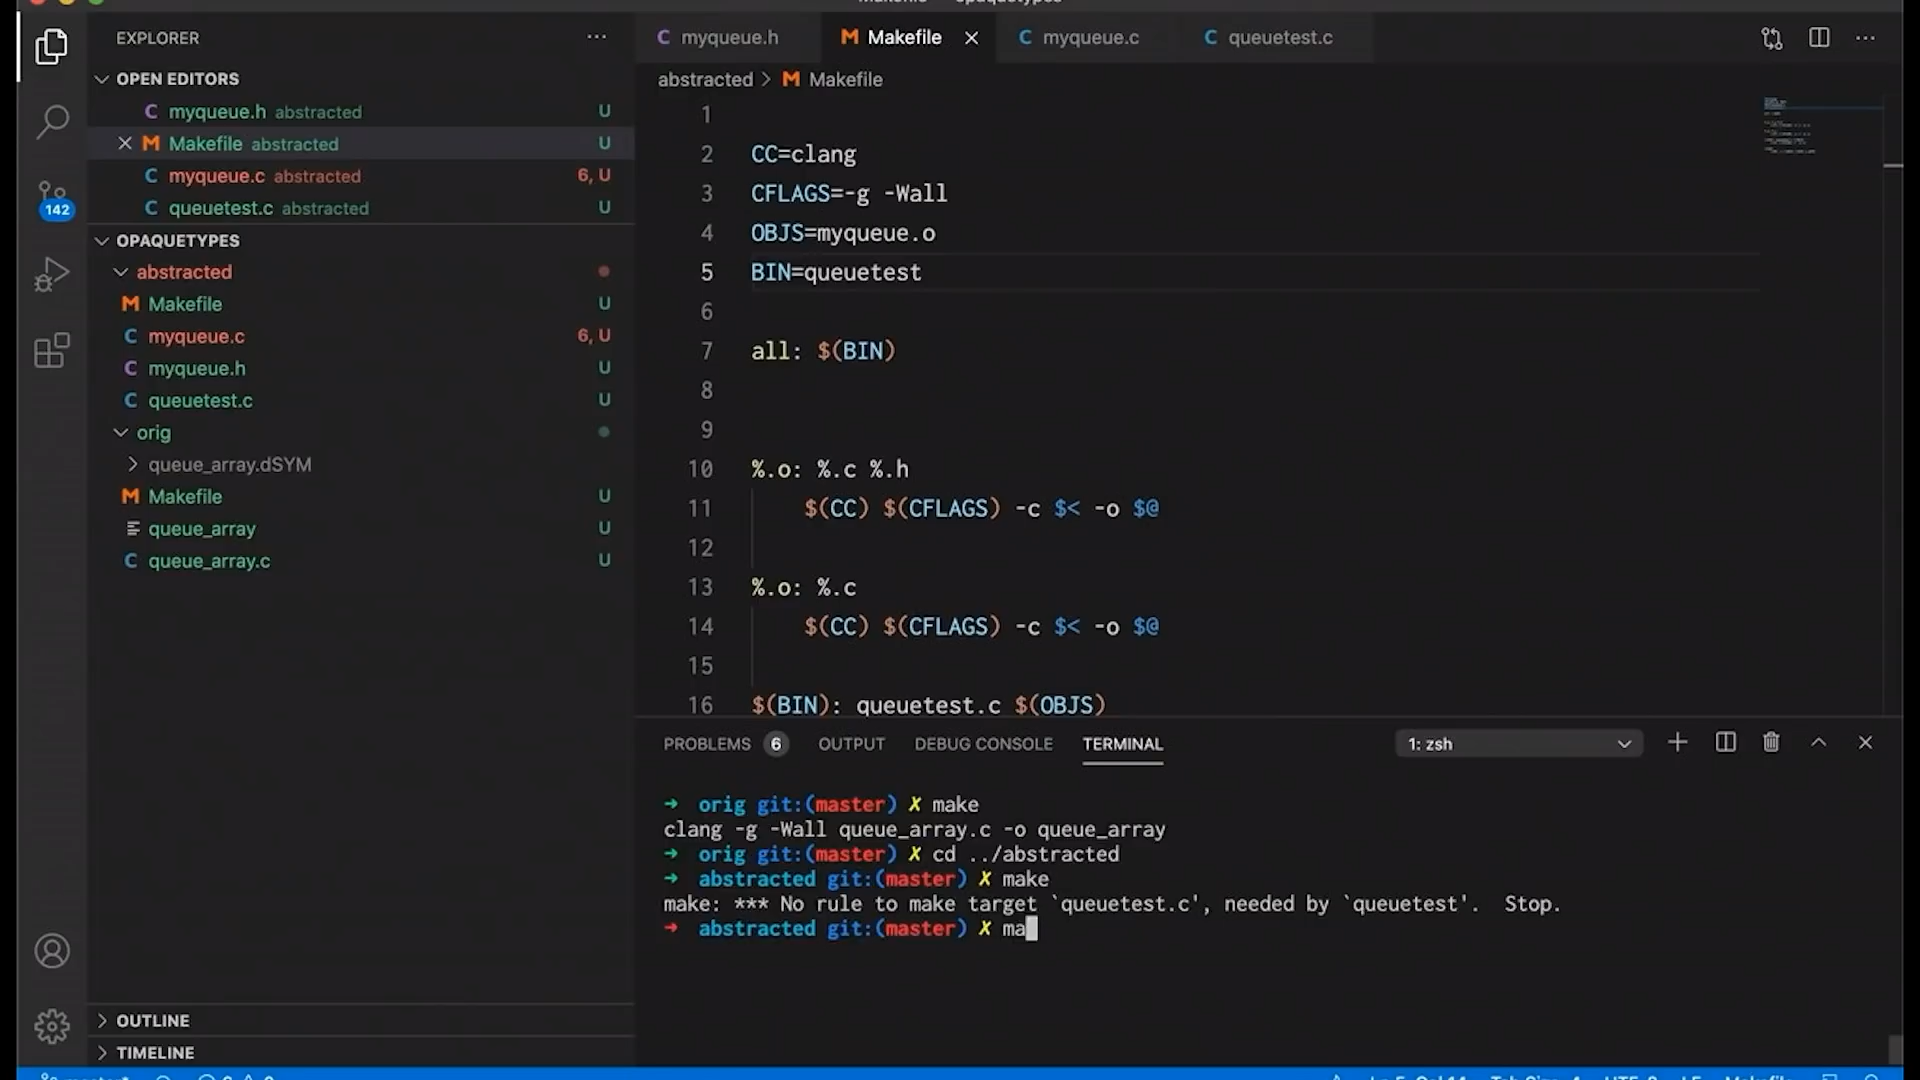 EXPLORER
OPEN EDITORS
myqueue.h abstracted U
Makefile abstracted U
myqueue.c abstracted 6, U
queuetest.c abstracted U
142
OPAQUETYPES
abstracted
Makefile U
myqueue.c 6, U
myqueue.h U
queuetest.c U
orig
queue_array.dSYM
Makefile U
queue_array U
queue_array.c U
OUTLINE
TIMELINE
myqueue.h Makefile myqueue.c queuetest.c
abstracted > Makefile
1
2 CC=clang
3 CFLAGS=-g -Wall
4 OBJS=myqueue.o
5 BIN=queuetest
6
7 all: $(BIN)
8
9
10 %.o: %.c %.h
11 $(CC) $(CFLAGS) -c $< -o $@
12
13 %.o: %.c
14 $(CC) $(CFLAGS) -c $< -o $@
15
16 $(BIN): queuetest.c $(OBJS)
PROBLEMS 6 OUTPUT DEBUG CONSOLE TERMINAL 1: zsh
→ orig git:(master) ✗ make
clang -g -Wall queue_array.c -o queue_array
→ orig git:(master) ✗ cd ../abstracted
→ abstracted git:(master) ✗ make
make: *** No rule to make target `queuetest.c', needed by `queuetest'. Stop.
→ abstracted git:(master) ✗ ma